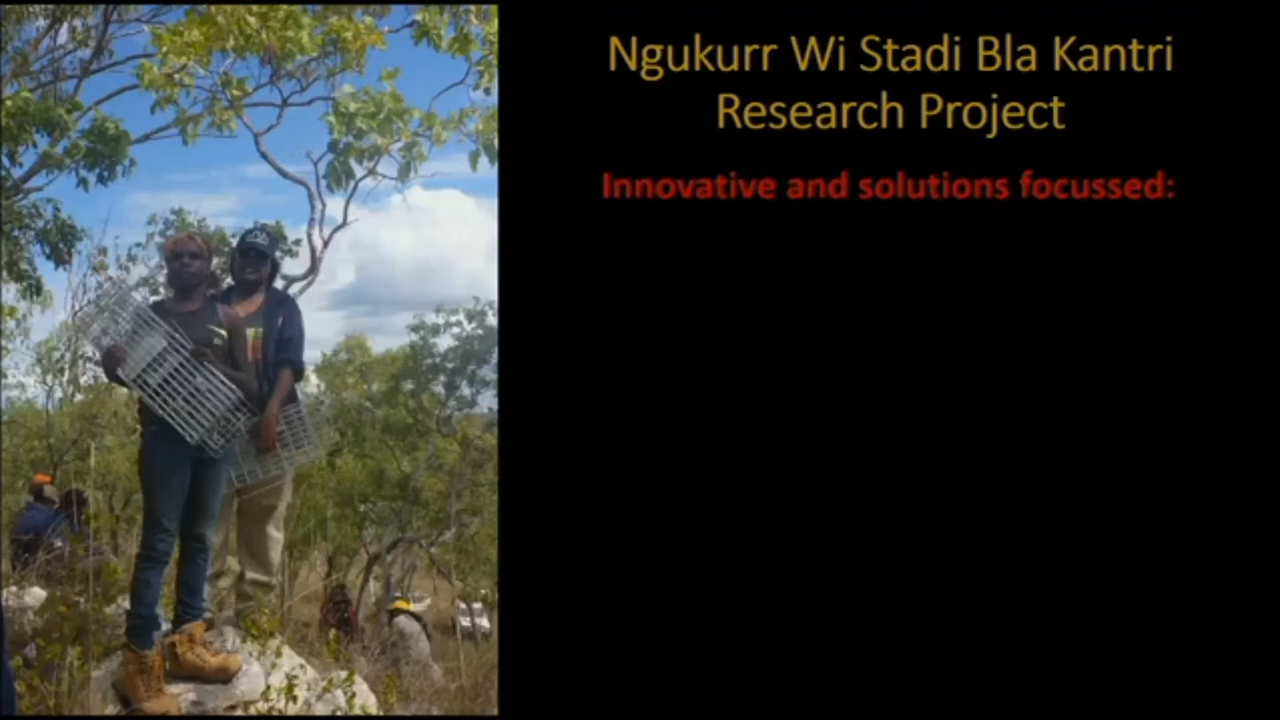 Ngukurr Wi Stadi Bla Kantri
Research Project
Innovative and solutions focussed: